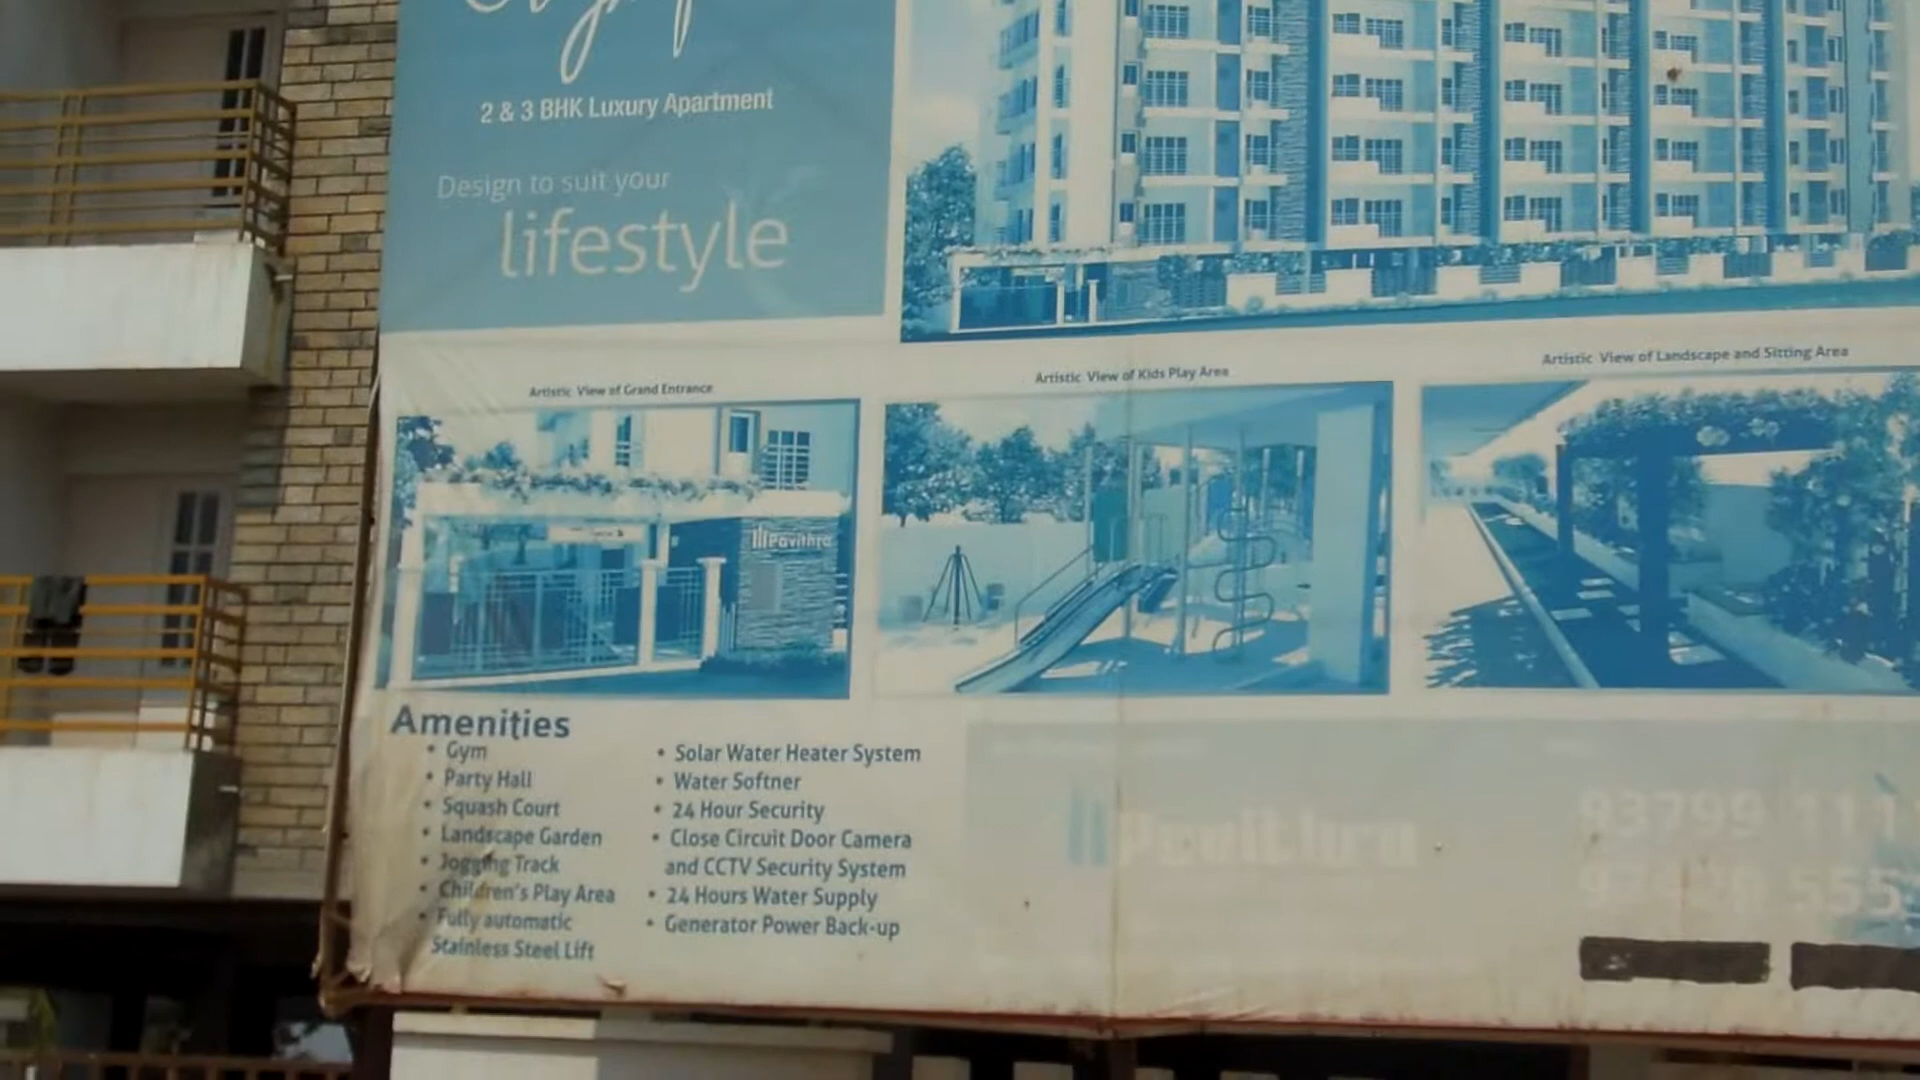 2 & 3 BHK Luxury Apartment
Design to suit your
lifestyle
Artistic View of Grand Entrance
Artistic View of Kids Play Area
Artistic View of Landscape and Sitting Area
Pavithra
Amenities
• Gym
• Party Hall
• Squash Court
• Landscape Garden
• Jogging Track
• Children's Play Area
• Fully automatic
Stainless Steel Lift
• Solar Water Heater System
• Water Softner
• 24 Hour Security
• Close Circuit Door Camera
and CCTV Security System
• 24 Hours Water Supply
• Generator Power Back-up
93799 111
555